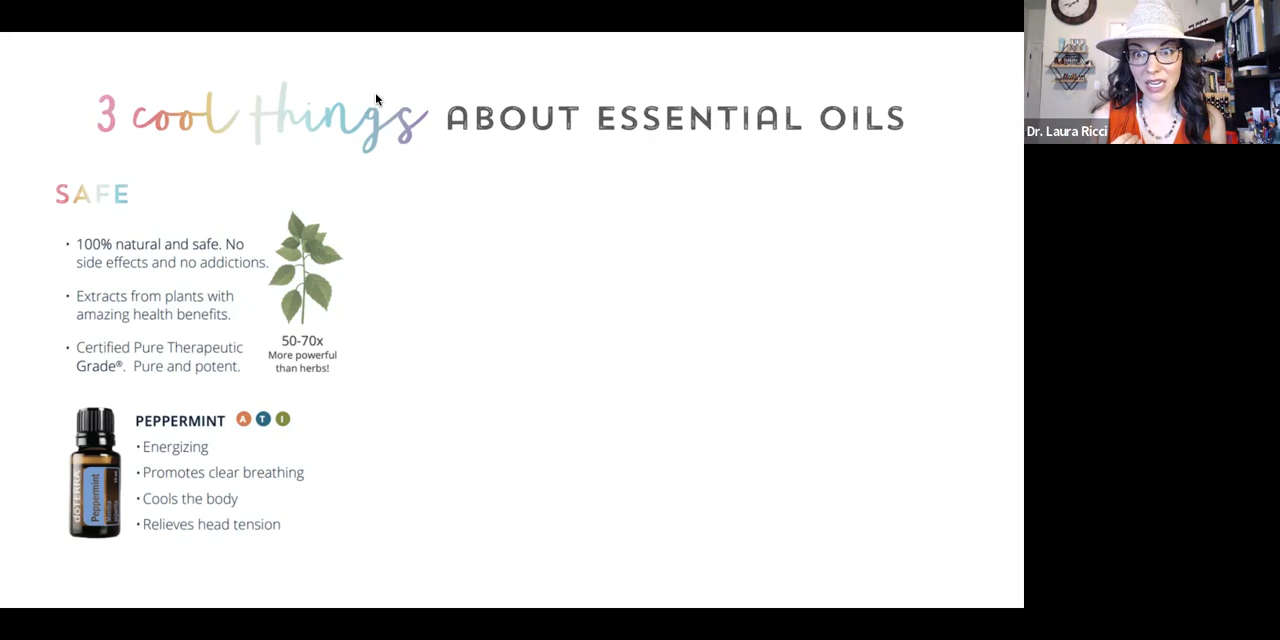 3 cool things ABOUT ESSENTIAL OILS
SAFE
• 100% natural and safe. No
side effects and no addictions.
• Extracts from plants with
amazing health benefits.
• Certified Pure Therapeutic
Grade®. Pure and potent.
50-70x
More powerful
than herbs!
PEPPERMINT A T I
• Energizing
• Promotes clear breathing
• Cools the body
• Relieves head tension
dōTERRA
Peppermint
Dr. Laura Ricci